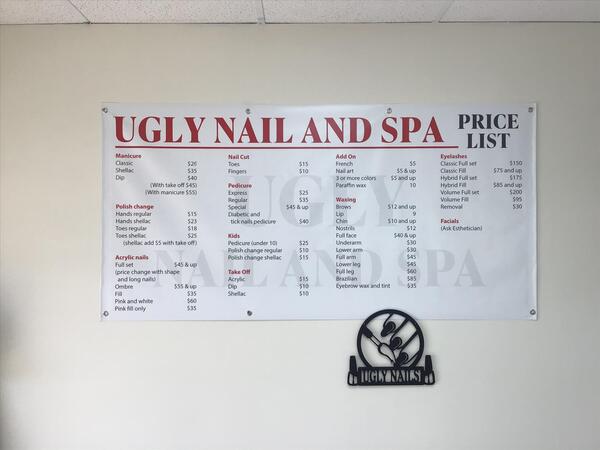 UGLY NAIL AND SPA
PRICE
LIST
Manicure
Classic $26
Shellac $35
Dip $40
(With take off $45)
(With manicure $55)
Polish change
Hands regular $15
Hands shellac $23
Toes regular $18
Toes shellac $25
(shellac add $5 with take off)
Acrylic nails
Full set $45 & up
(price change with shape
and long nails)
Ombre $55 & up
Fill $35
Pink and white $60
Pink fill only $35
Nail Cut
Toes $15
Fingers $10
Pedicure
Express $25
Regular $35
Special $45 & up
Diabetic and
tick nails pedicure $40
Kids
Pedicure (under 10) $25
Polish change regular $10
Polish change shellac $15
Take Off
Acrylic $15
Dip $10
Shellac $10
Add On
French $5
Nail art $5 & up
3 or more colors $5 and up
Paraffin wax 10
Waxing
Brows $12 and up
Lip 9
Chin $10 and up
Nostrils $12
Full face $40 & up
Underarm $30
Lower arm $30
Full arm $45
Lower leg $45
Full leg $60
Brazilian $85
Eyebrow wax and tint $35
Eyelashes
Classic Full set $150
Classic Fill $75 and up
Hybrid Full set $175
Hybrid Fill $85 and up
Volume Full set $200
Volume Fill $95
Removal $30
Facials
(Ask Esthetician)
UGLY
NAIL AND SPA
UGLY NAILS